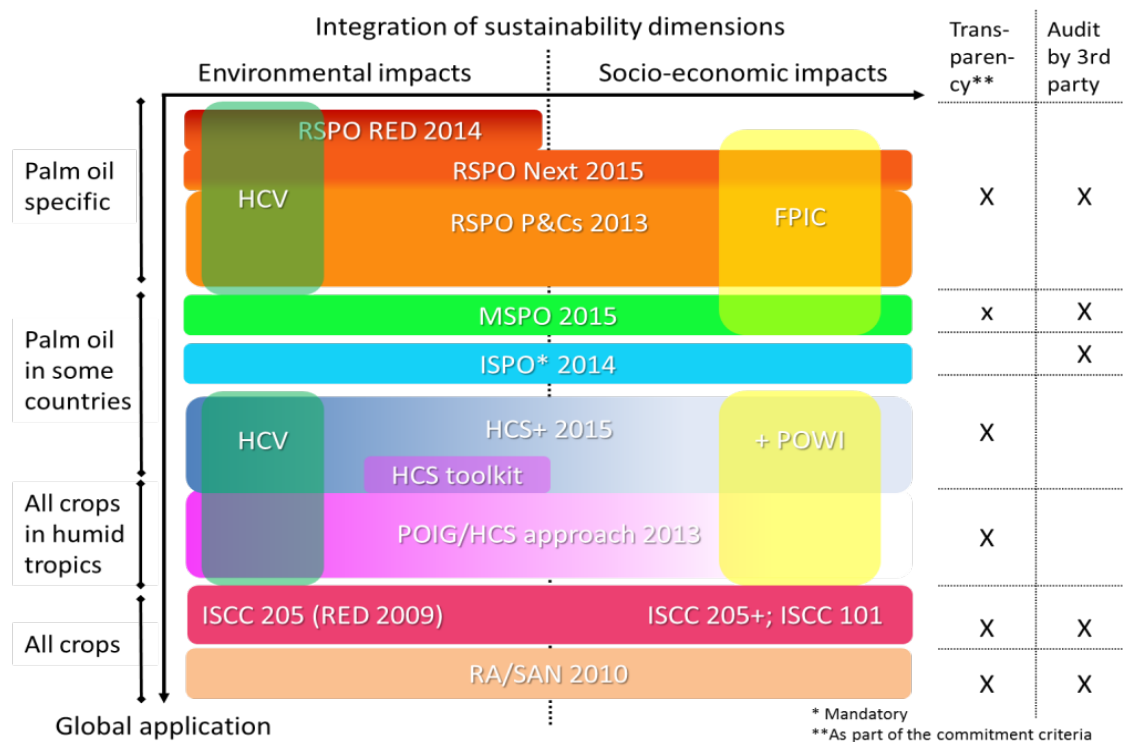 Integration of sustainability dimensions
Environmental impacts
Socio-economic impacts
Trans-
paren-
cy**
Audit
by 3rd
party
Palm oil
specific
RSPO RED 2014
RSPO Next 2015
HCV
RSPO P&Cs 2013
FPIC
X
X
Palm oil
in some
countries
MSPO 2015
x
X
ISPO* 2014
X
HCV
HCS+ 2015
+ POWI
X
HCS toolkit
All crops
in humid
tropics
POIG/HCS approach 2013
X
All crops
ISCC 205 (RED 2009)
ISCC 205+; ISCC 101
X
X
RA/SAN 2010
X
X
Global application
* Mandatory
**As part of the commitment criteria